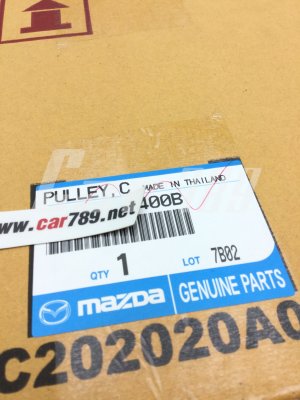 PULLEY, C MADE IN THAILAND
400B
www.car789.net
QTY 1 LOT 7B02
mazda GENUINE PARTS
C202020A0